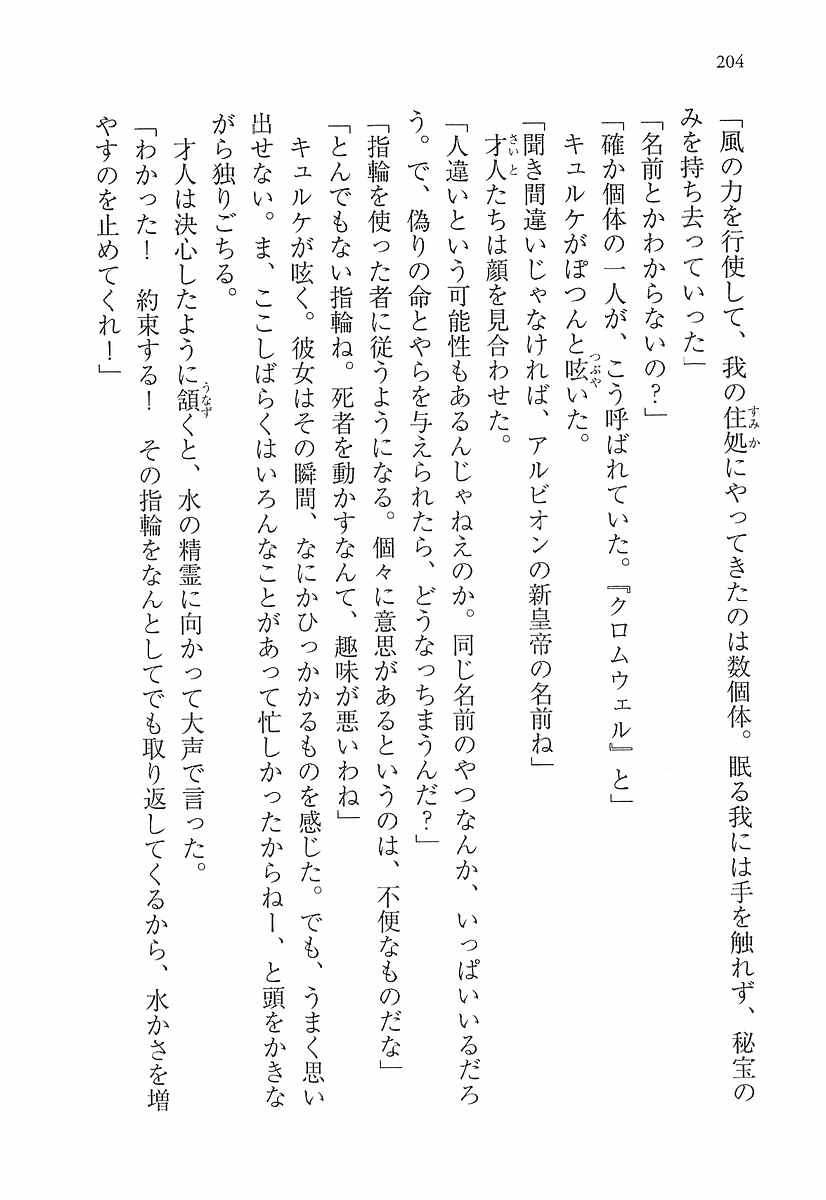 204
「風の力を行使して、我の住処にやってきたのは数個体。眠る我には手を触れず、秘宝の
みを持ち去っていった」
「名前とかわからないの？」
「確か個体の一人が、こう呼ばれていた。『クロムウェル』と」
キュルケがぽつんと呟いた。
「聞き間違いじゃなければ、アルビオンの新皇帝の名前ね」
才人たちは顔を見合わせた。
「人違いという可能性もあるんじゃねえのか。同じ名前のやつなんか、いっぱいいるだろ
う。で、偽りの命とやらを与えられたら、どうなっちまうんだ？」
「指輪を使った者に従うようになる。個々に意思があるというのは、不便なものだな」
「とんでもない指輪ね。死者を動かすなんて、趣味が悪いわね」
キュルケが呟く。彼女はその瞬間、なにかひっかかるものを感じた。でも、うまく思い
出せない。ま、ここしばらくはいろんなことがあって忙しかったからねー、と頭をかきな
がら独りごちる。
才人は決心したように頷くと、水の精霊に向かって大声で言った。
「わかった！　約束する！　その指輪をなんとしてでも取り返してくるから、水かさを増
やすのを止めてくれ！」